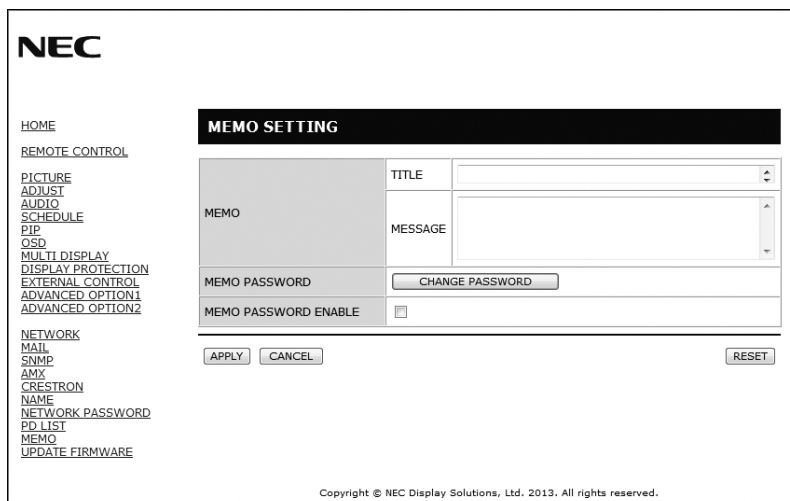 NEC
HOME
REMOTE CONTROL
PICTURE
ADJUST
AUDIO
SCHEDULE
PIP
OSD
MULTI DISPLAY
DISPLAY PROTECTION
EXTERNAL CONTROL
ADVANCED OPTION1
ADVANCED OPTION2
NETWORK
MAIL
SNMP
AMX
CRESTRON
NAME
NETWORK PASSWORD
PD LIST
MEMO
UPDATE FIRMWARE
MEMO SETTING
MEMO
TITLE
MESSAGE
MEMO PASSWORD
CHANGE PASSWORD
MEMO PASSWORD ENABLE
APPLY CANCEL RESET
Copyright © NEC Display Solutions, Ltd. 2013. All rights reserved.